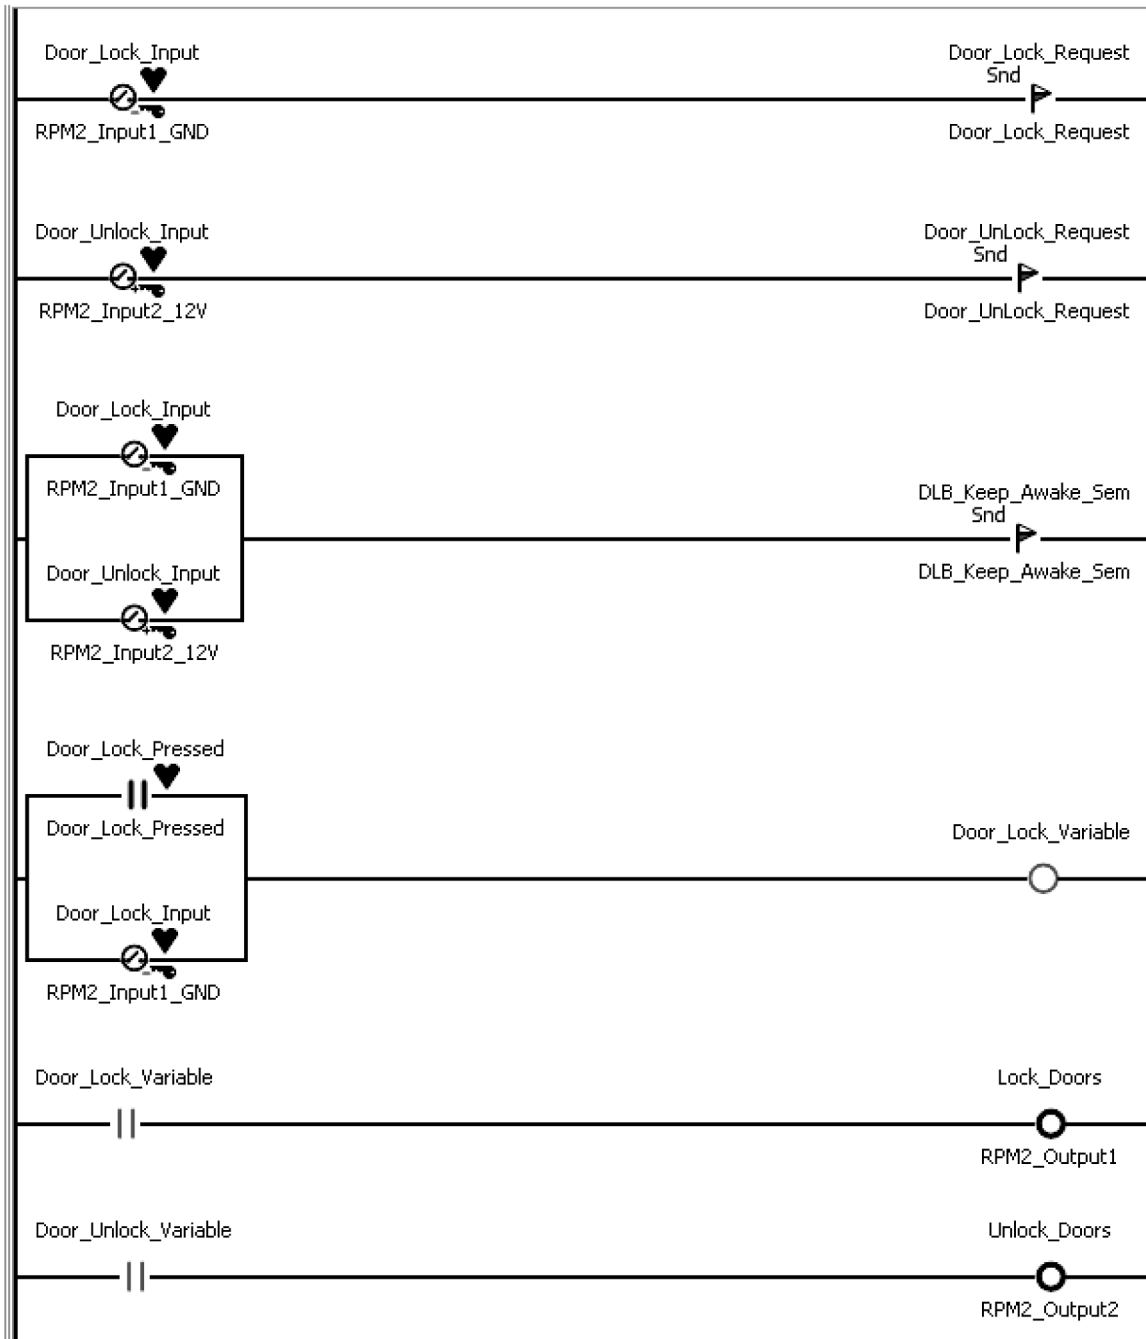 Door_Lock_Input
Door_Lock_Request
Snd
RPM2_Input1_GND
Door_Lock_Request
Door_Unlock_Input
Door_UnLock_Request
Snd
RPM2_Input2_12V
Door_UnLock_Request
Door_Lock_Input
RPM2_Input1_GND
DLB_Keep_Awake_Sem
Snd
DLB_Keep_Awake_Sem
Door_Unlock_Input
RPM2_Input2_12V
Door_Lock_Pressed
Door_Lock_Pressed
Door_Lock_Variable
Door_Lock_Input
RPM2_Input1_GND
Door_Lock_Variable
Lock_Doors
RPM2_Output1
Door_Unlock_Variable
Unlock_Doors
RPM2_Output2